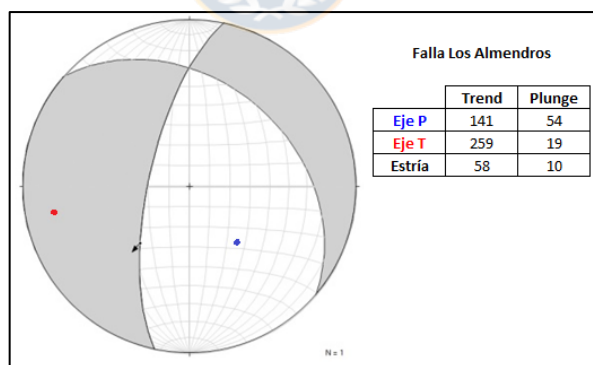 Falla Los Almendros
Trend Plunge
Eje P 141 54
Eje T 259 19
Estría 58 10
N = 1